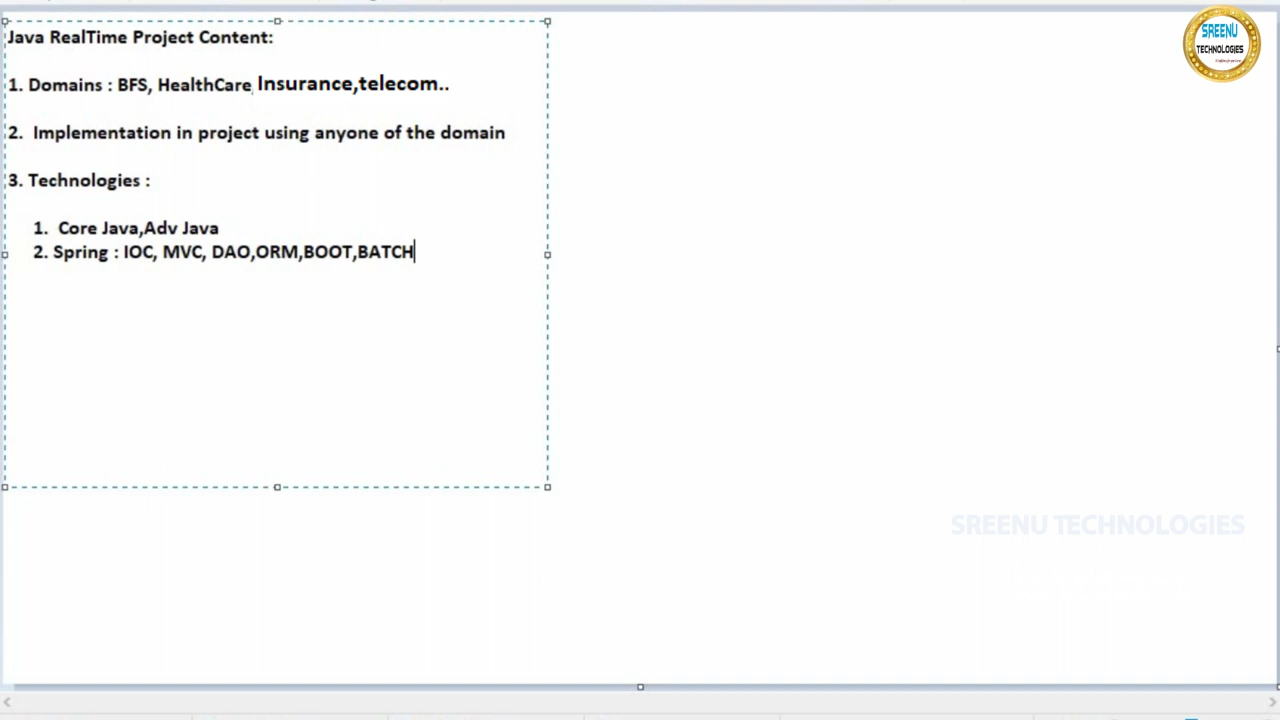 Java RealTime Project Content:
1. Domains : BFS, HealthCare, Insurance,telecom..
2. Implementation in project using anyone of the domain
3. Technologies :
1. Core Java,Adv Java
2. Spring : IOC, MVC, DAO,ORM,BOOT,BATCH
SREENU
TECHNOLOGIES
SREENU TECHNOLOGIES